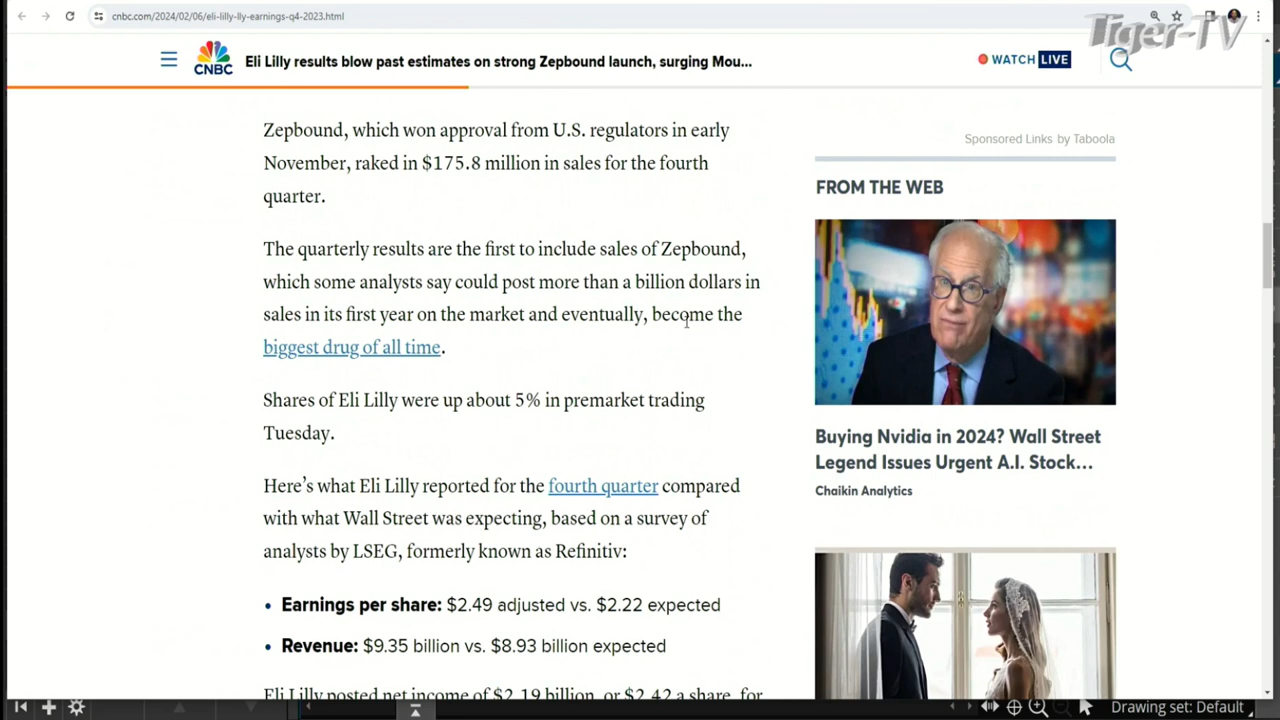 cnbc.com/2024/02/06/eli-lilly-lly-earnings-q4-2023.html
Tiger-TV
CNBC
Eli Lilly results blow past estimates on strong Zepbound launch, surging Mou...
WATCH LIVE
Zepbound, which won approval from U.S. regulators in early
November, raked in $175.8 million in sales for the fourth
quarter.
The quarterly results are the first to include sales of Zepbound,
which some analysts say could post more than a billion dollars in
sales in its first year on the market and eventually, become the
biggest drug of all time.
Shares of Eli Lilly were up about 5% in premarket trading
Tuesday.
Here’s what Eli Lilly reported for the fourth quarter compared
with what Wall Street was expecting, based on a survey of
analysts by LSEG, formerly known as Refinitiv:
• Earnings per share: $2.49 adjusted vs. $2.22 expected
• Revenue: $9.35 billion vs. $8.93 billion expected
Eli Lilly posted net income of $2.19 billion, or $2.42 a share, for
Sponsored Links by Taboola
FROM THE WEB
Buying Nvidia in 2024? Wall Street
Legend Issues Urgent A.I. Stock...
Chaikin Analytics
Drawing set: Default